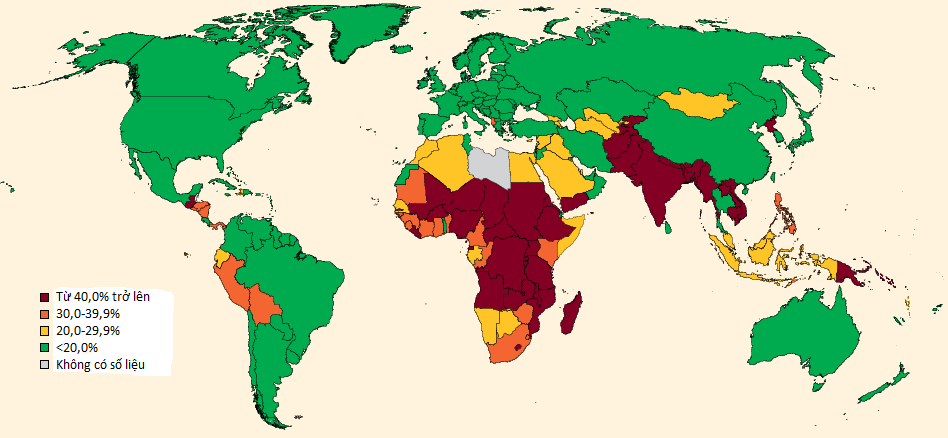 Từ 40,0% trở lên
30,0-39,9%
20,0-29,9%
<20,0%
Không có số liệu